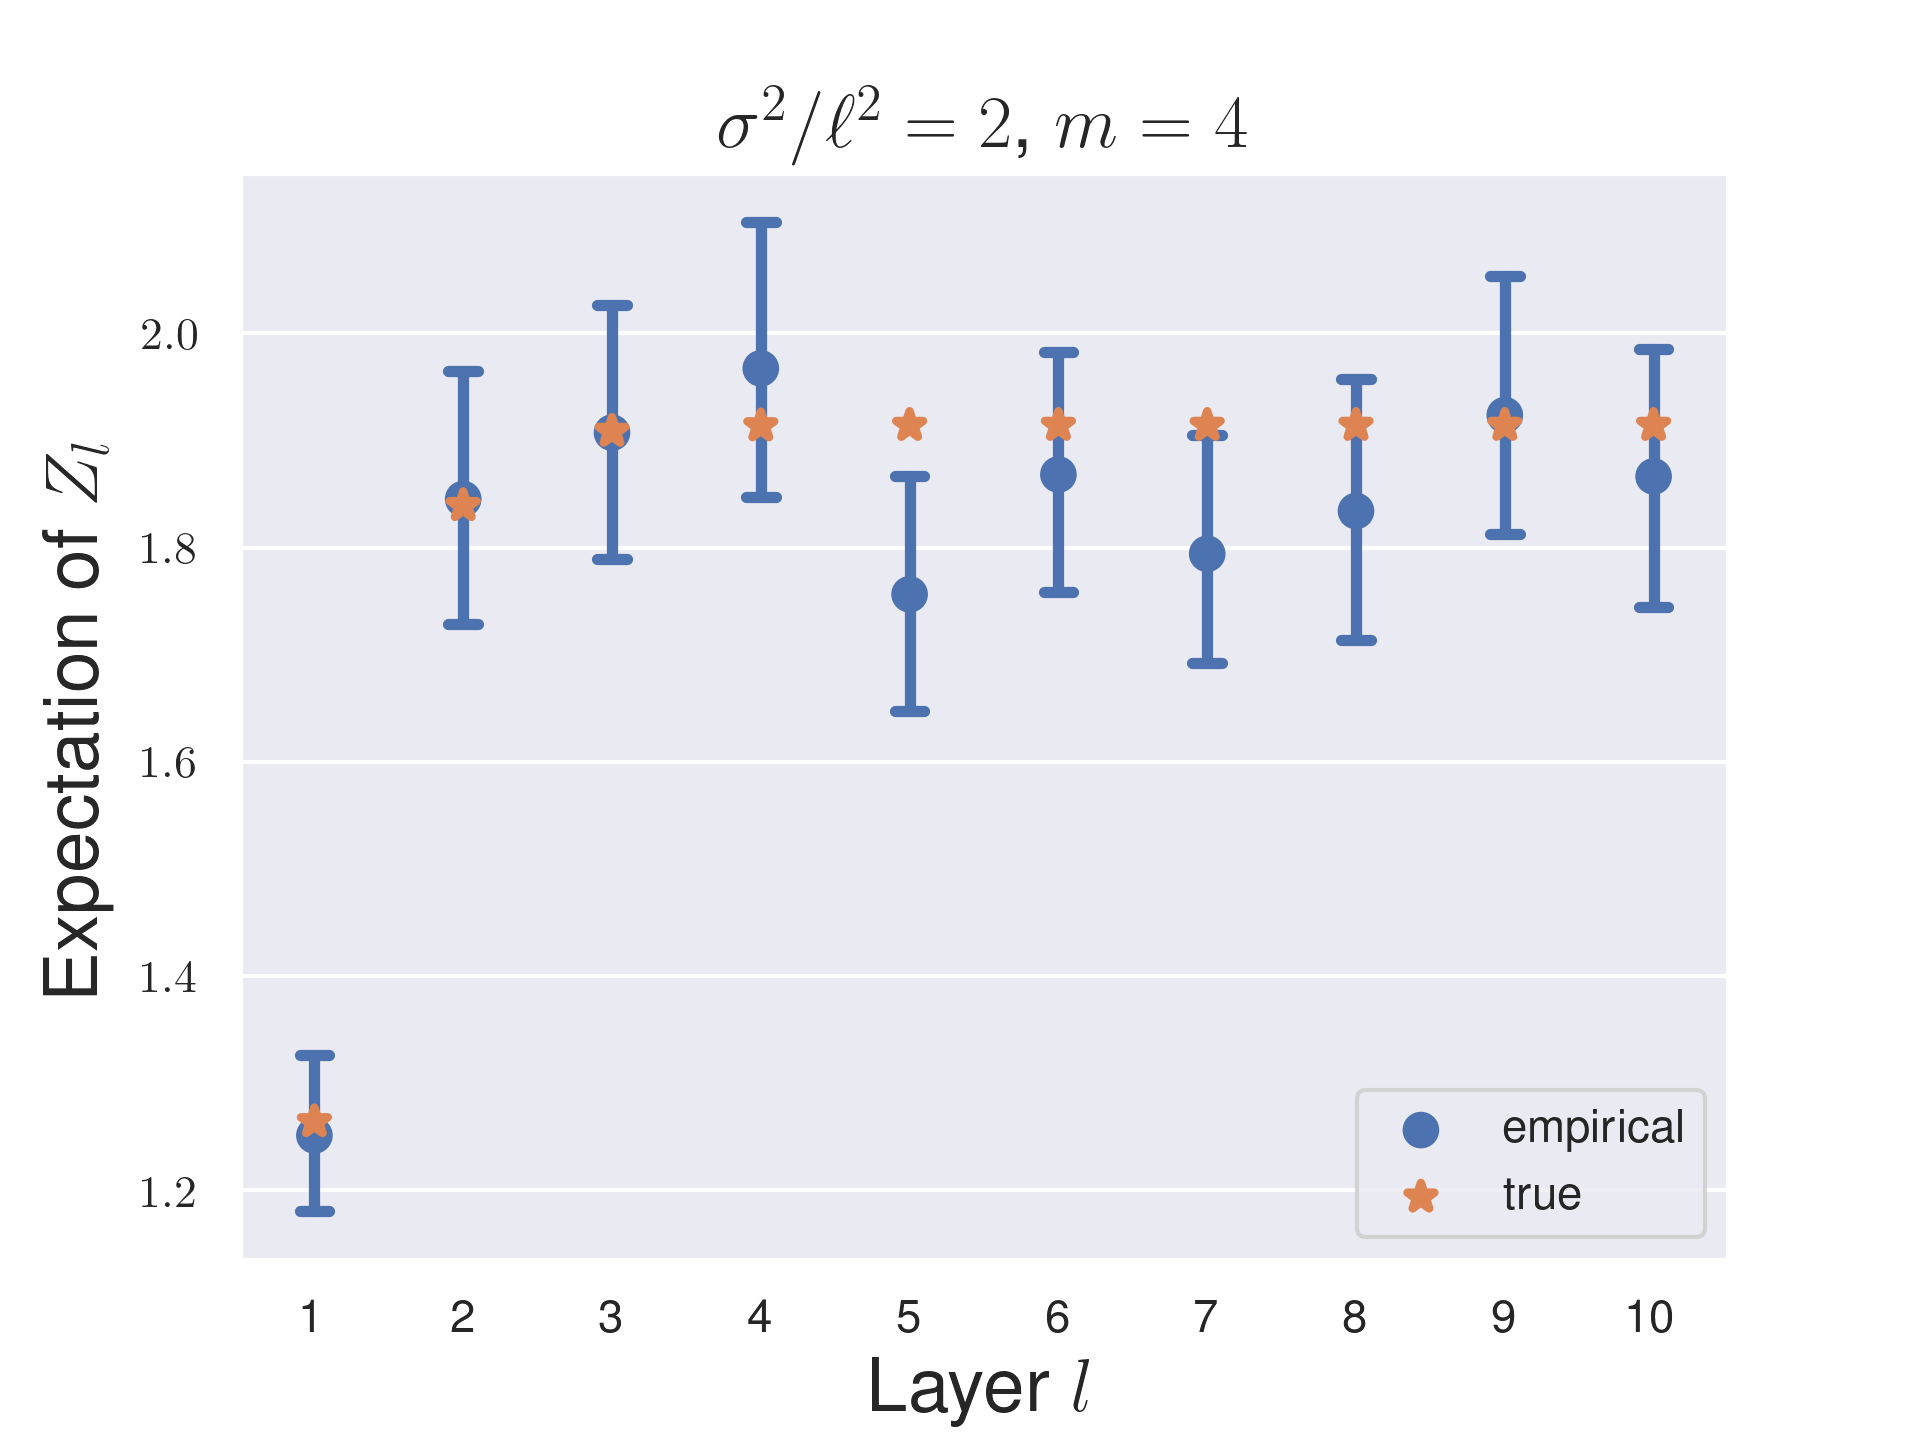 σ²/ℓ² = 2, m = 4
Expectation of Z_l
2.0
1.8
1.6
1.4
1.2
empirical
true
1 2 3 4 5 6 7 8 9 10
Layer l